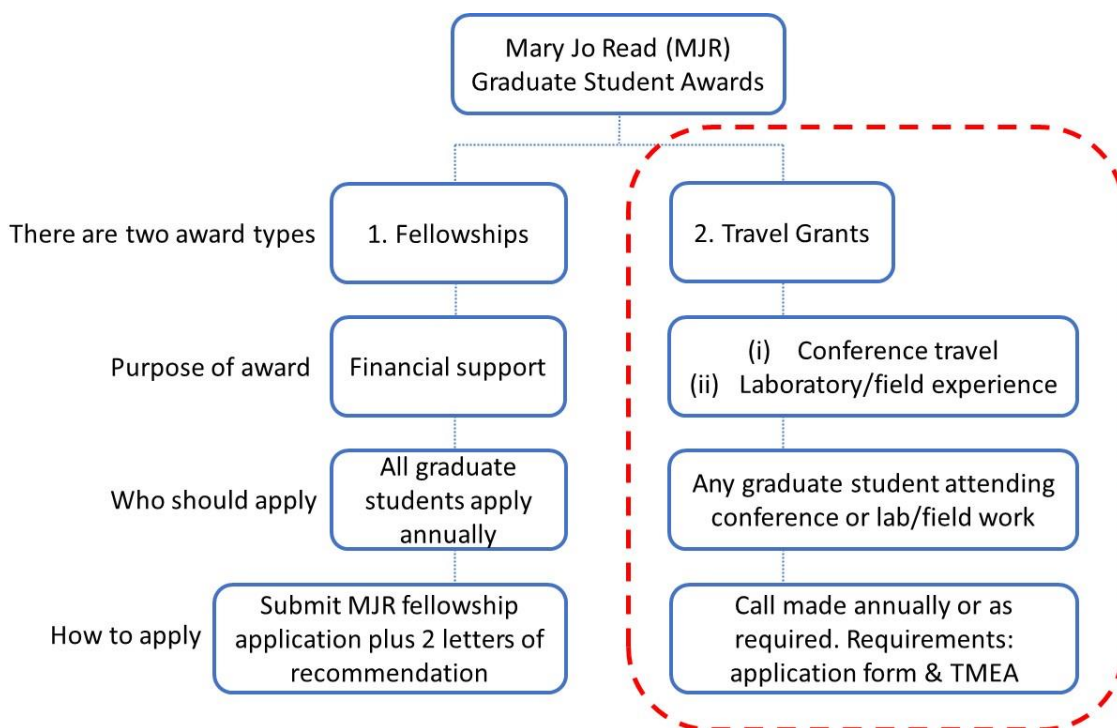 Mary Jo Read (MJR)
Graduate Student Awards
There are two award types
1. Fellowships
2. Travel Grants
Purpose of award
Financial support
(i) Conference travel
(ii) Laboratory/field experience
Who should apply
All graduate
students apply
annually
Any graduate student attending
conference or lab/field work
How to apply
Submit MJR fellowship
application plus 2 letters of
recommendation
Call made annually or as
required. Requirements:
application form & TMEA